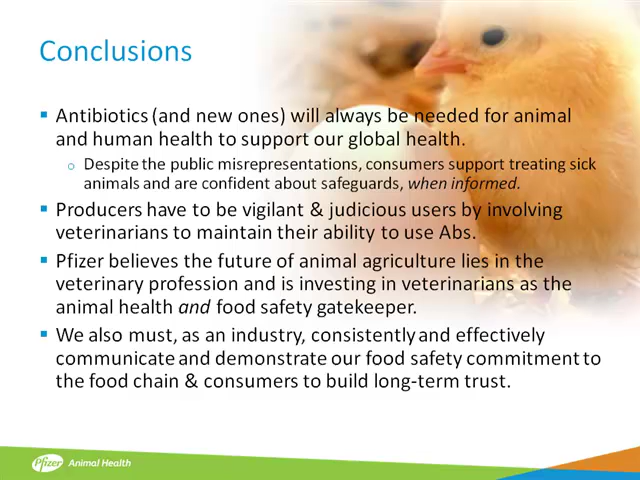 Conclusions
▪ Antibiotics (and new ones) will always be needed for animal
and human health to support our global health.
o Despite the public misrepresentations, consumers support treating sick
animals and are confident about safeguards, when informed.
▪ Producers have to be vigilant & judicious users by involving
veterinarians to maintain their ability to use Abs.
▪ Pfizer believes the future of animal agriculture lies in the
veterinary profession and is investing in veterinarians as the
animal health and food safety gatekeeper.
▪ We also must, as an industry, consistently and effectively
communicate and demonstrate our food safety commitment to
the food chain & consumers to build long-term trust.
Pfizer Animal Health